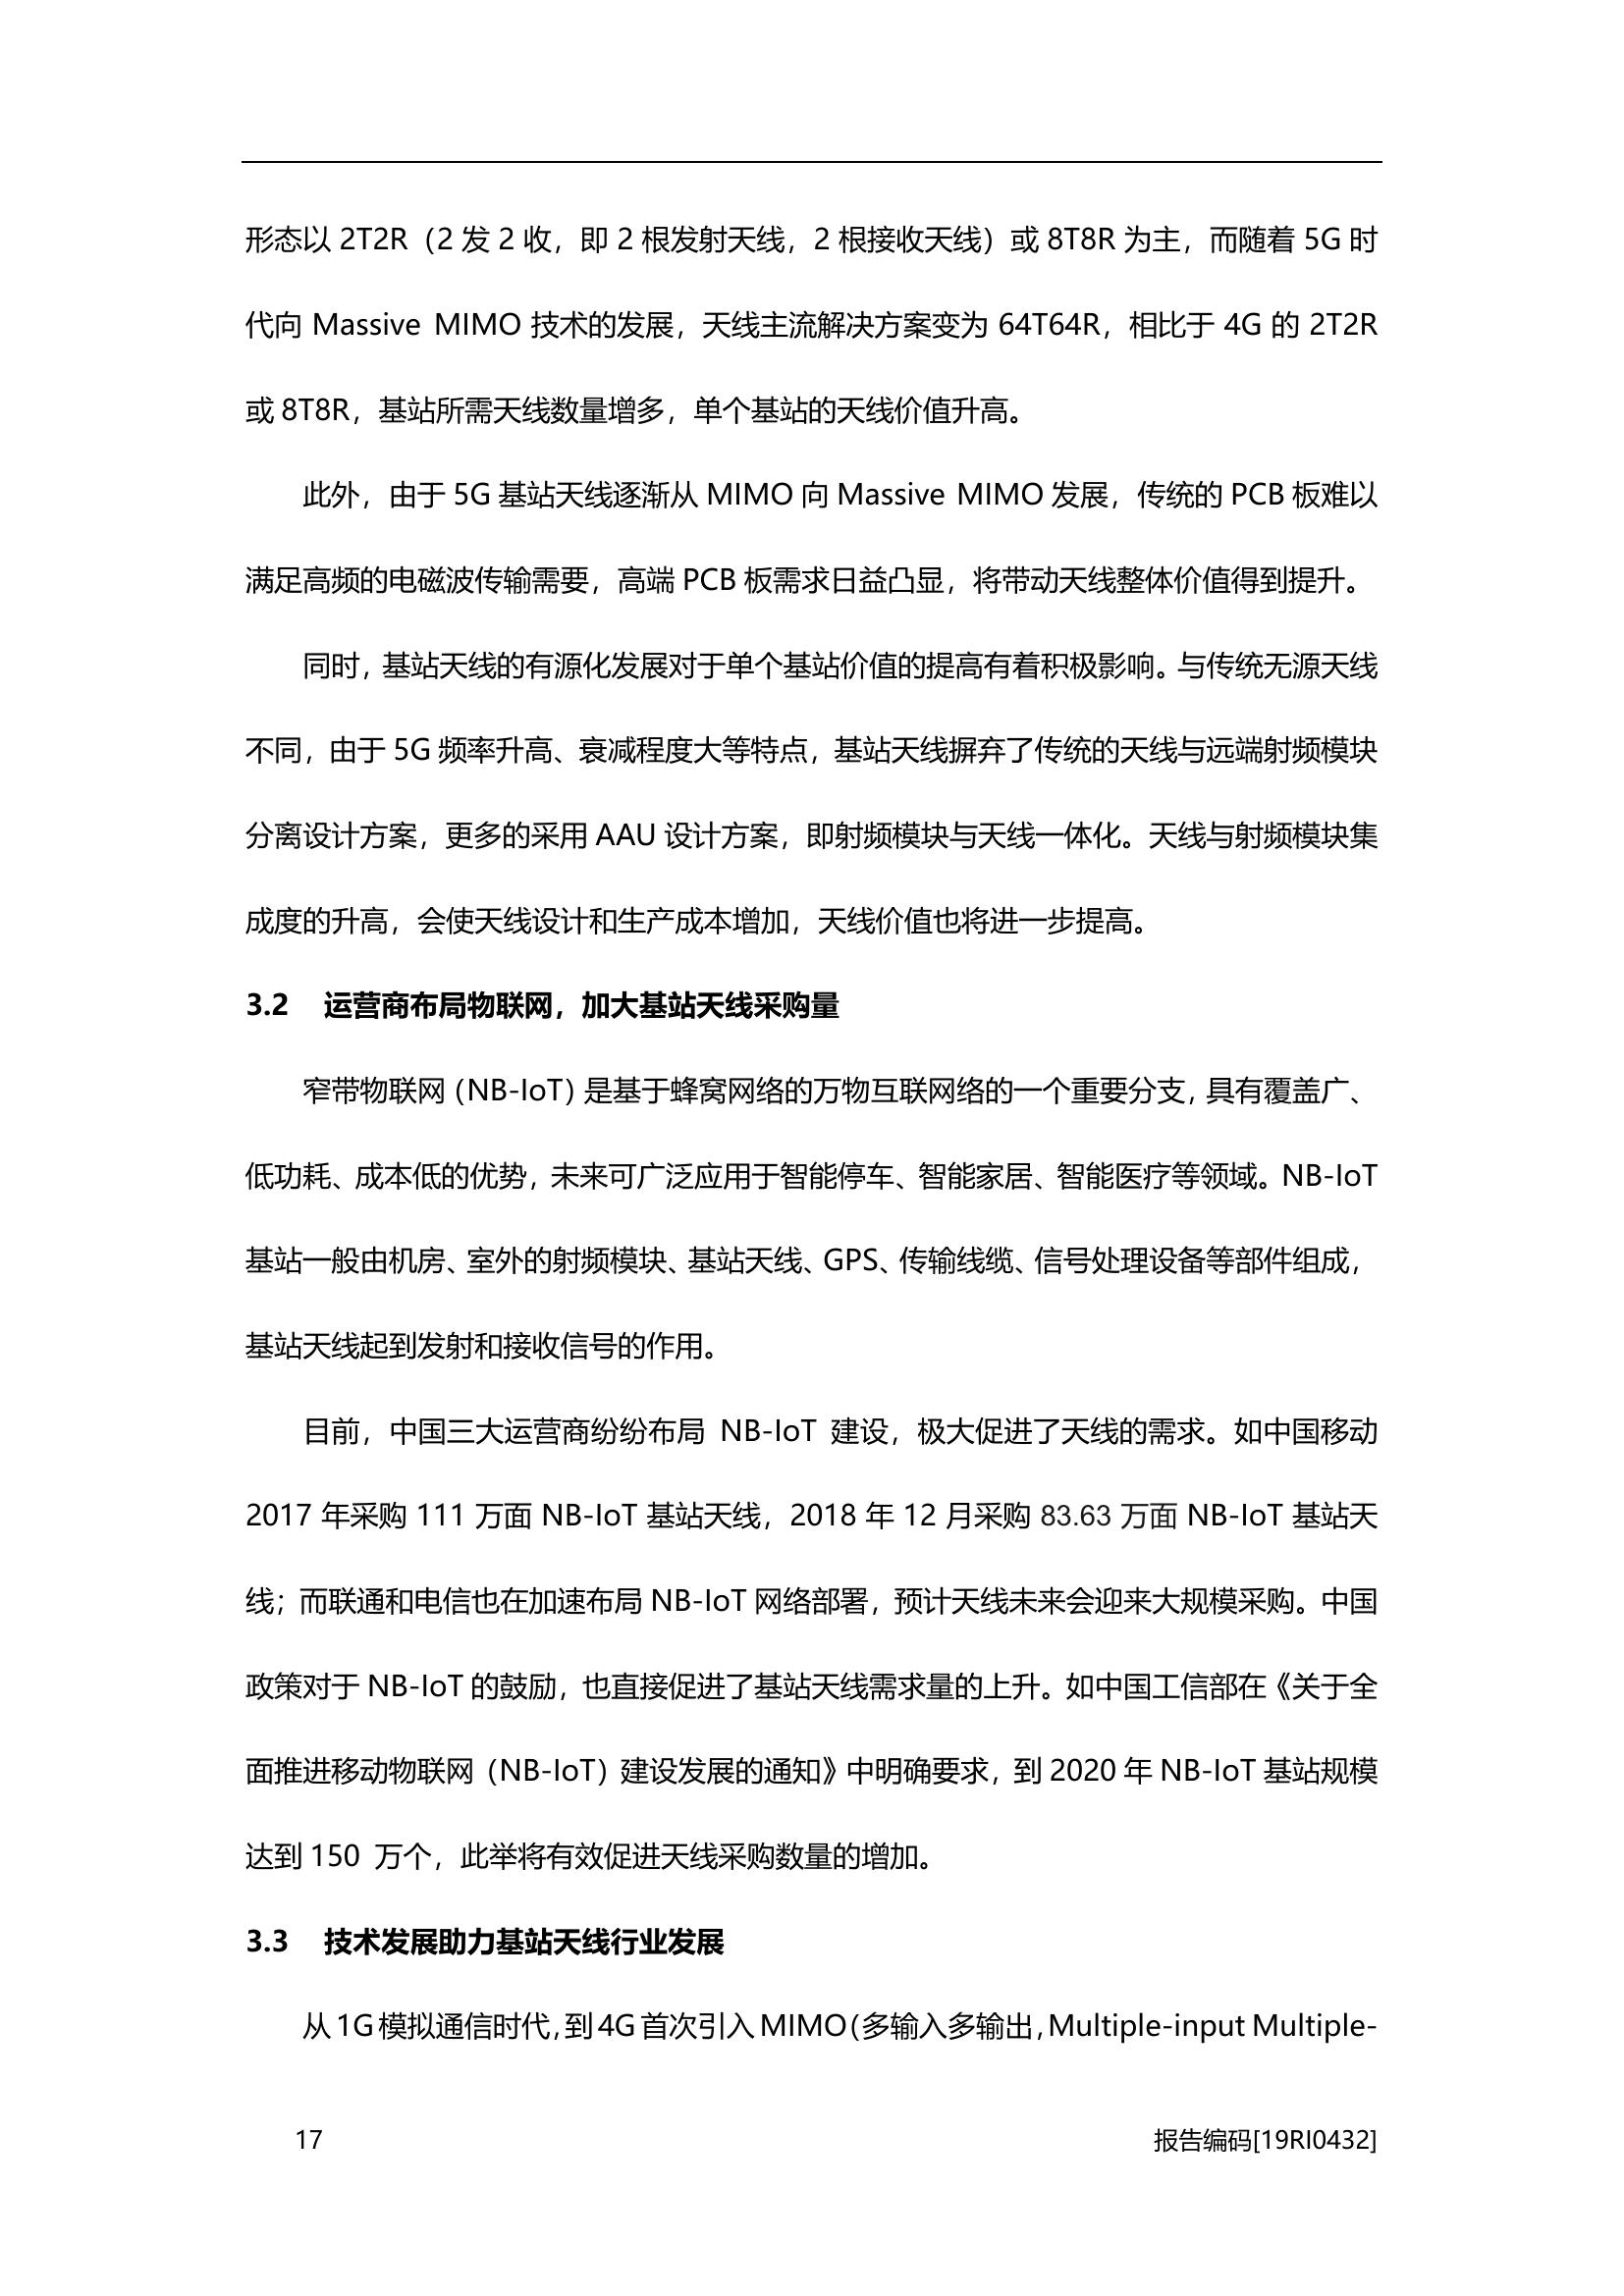 形态以 2T2R（2 发 2 收，即 2 根发射天线，2 根接收天线）或 8T8R 为主，而随着 5G 时
代向 Massive MIMO 技术的发展，天线主流解决方案变为 64T64R，相比于 4G 的 2T2R
或 8T8R，基站所需天线数量增多，单个基站的天线价值升高。
此外，由于 5G 基站天线逐渐从 MIMO 向 Massive MIMO 发展，传统的 PCB 板难以
满足高频的电磁波传输需要，高端 PCB 板需求日益凸显，将带动天线整体价值得到提升。
同时，基站天线的有源化发展对于单个基站价值的提高有着积极影响。与传统无源天线
不同，由于 5G 频率升高、衰减程度大等特点，基站天线摒弃了传统的天线与远端射频模块
分离设计方案，更多的采用 AAU 设计方案，即射频模块与天线一体化。天线与射频模块集
成度的升高，会使天线设计和生产成本增加，天线价值也将进一步提高。
3.2 运营商布局物联网，加大基站天线采购量
窄带物联网（NB-IoT）是基于蜂窝网络的万物互联网络的一个重要分支，具有覆盖广、
低功耗、成本低的优势，未来可广泛应用于智能停车、智能家居、智能医疗等领域。NB-IoT
基站一般由机房、室外的射频模块、基站天线、GPS、传输线缆、信号处理设备等部件组成，
基站天线起到发射和接收信号的作用。
目前，中国三大运营商纷纷布局 NB-IoT 建设，极大促进了天线的需求。如中国移动
2017 年采购 111 万面 NB-IoT 基站天线，2018 年 12 月采购 83.63 万面 NB-IoT 基站天
线；而联通和电信也在加速布局 NB-IoT 网络部署，预计天线未来会迎来大规模采购。中国
政策对于 NB-IoT 的鼓励，也直接促进了基站天线需求量的上升。如中国工信部在《关于全
面推进移动物联网（NB-IoT）建设发展的通知》中明确要求，到 2020 年 NB-IoT 基站规模
达到 150 万个，此举将有效促进天线采购数量的增加。
3.3 技术发展助力基站天线行业发展
从 1G 模拟通信时代，到 4G 首次引入 MIMO（多输入多输出，Multiple-input Multiple-
17 报告编码[19RI0432]